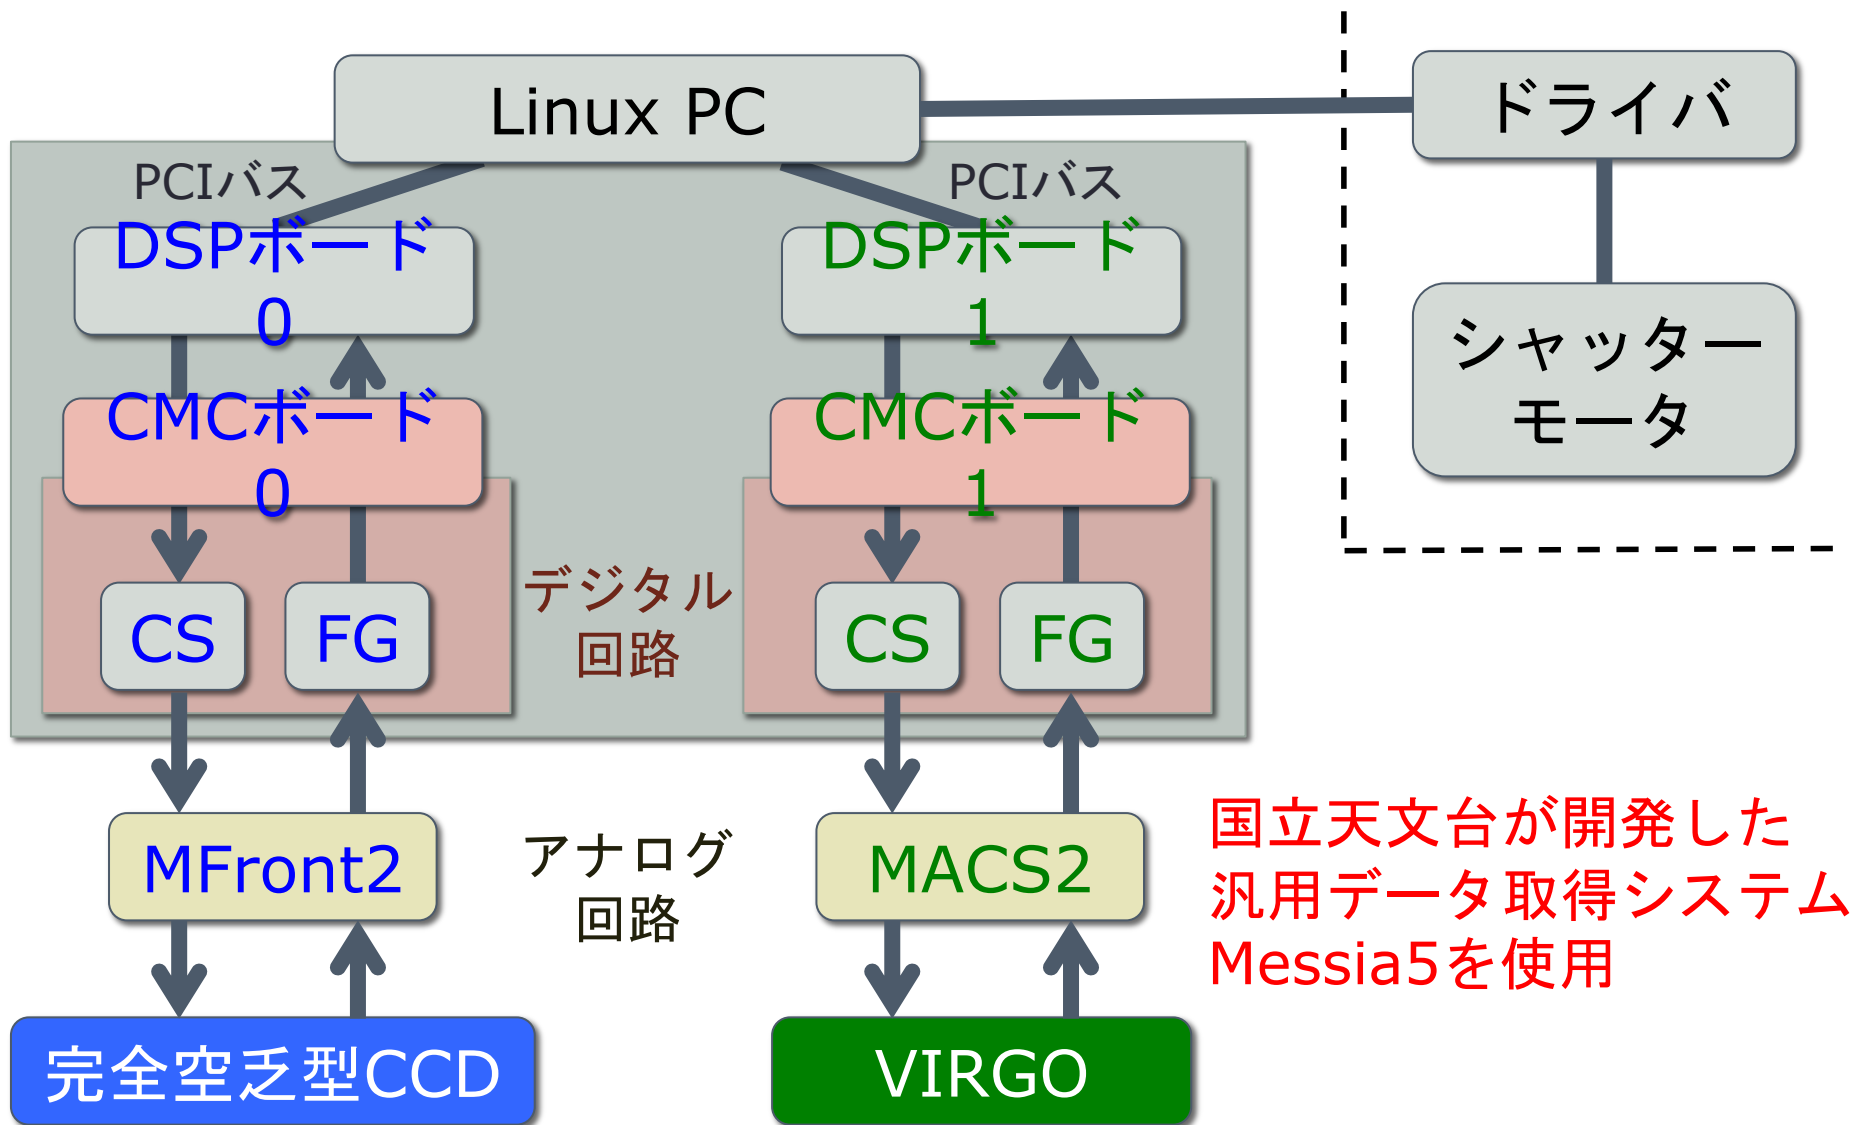 Linux PC
ドライバ
PCIバス
PCIバス
DSPボード
0
DSPボード
1
シャッター
モータ
CMCボード
0
CMCボード
1
CS
FG
デジタル
回路
CS
FG
MFront2
アナログ
回路
MACS2
国立天文台が開発した
汎用データ取得システム
Messia5を使用
完全空乏型CCD
VIRGO